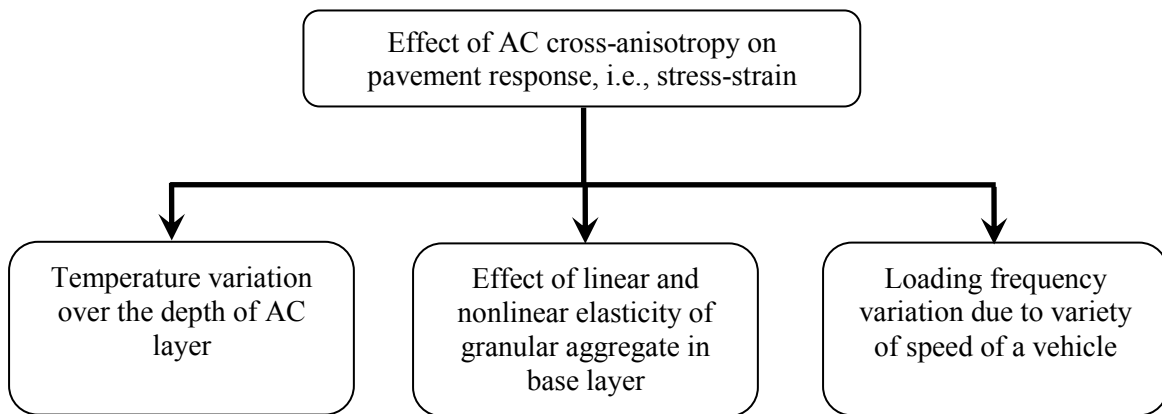 Effect of AC cross-anisotropy on
pavement response, i.e., stress-strain
Temperature variation
over the depth of AC
layer
Effect of linear and
nonlinear elasticity of
granular aggregate in
base layer
Loading frequency
variation due to variety
of speed of a vehicle